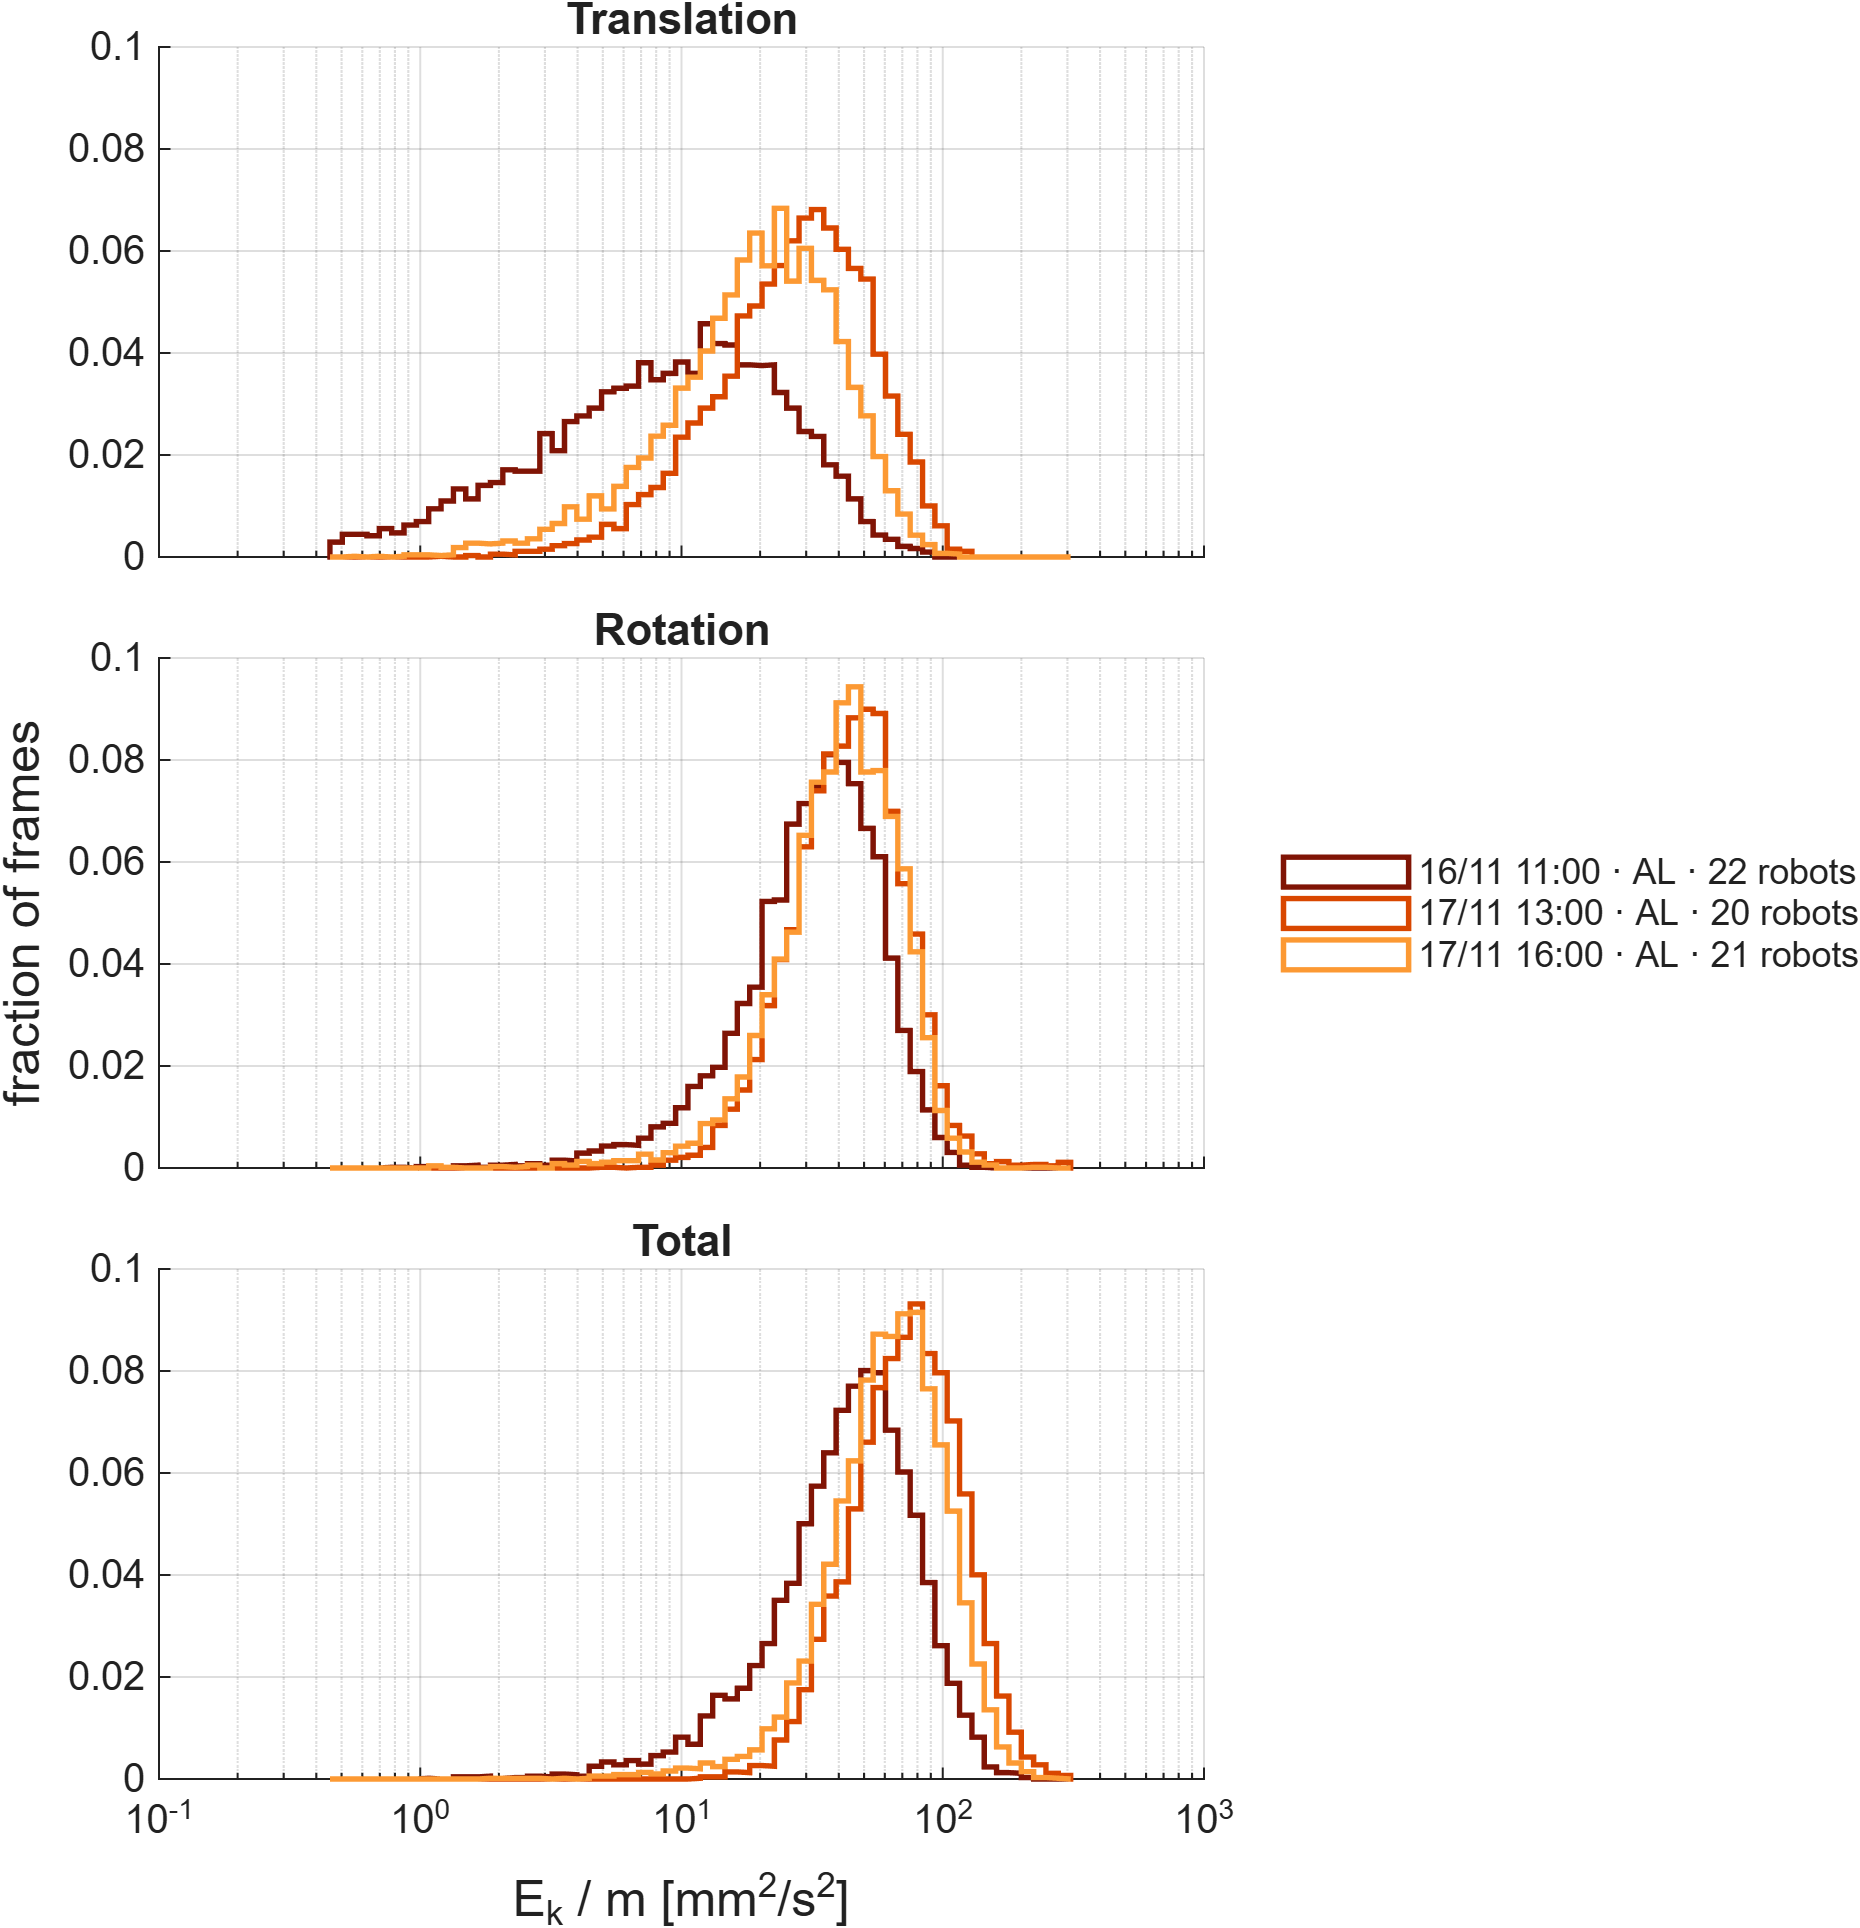 Translation
0.1
0.08
0.06
0.04
0.02
0
Rotation
0.1
0.08
0.06
0.04
0.02
0
fraction of frames
16/11 11:00 · AL · 22 robots
17/11 13:00 · AL · 20 robots
17/11 16:00 · AL · 21 robots
Total
0.1
0.08
0.06
0.04
0.02
0
10⁻¹ 10⁰ 10¹ 10² 10³
Eₖ / m [mm²/s²]